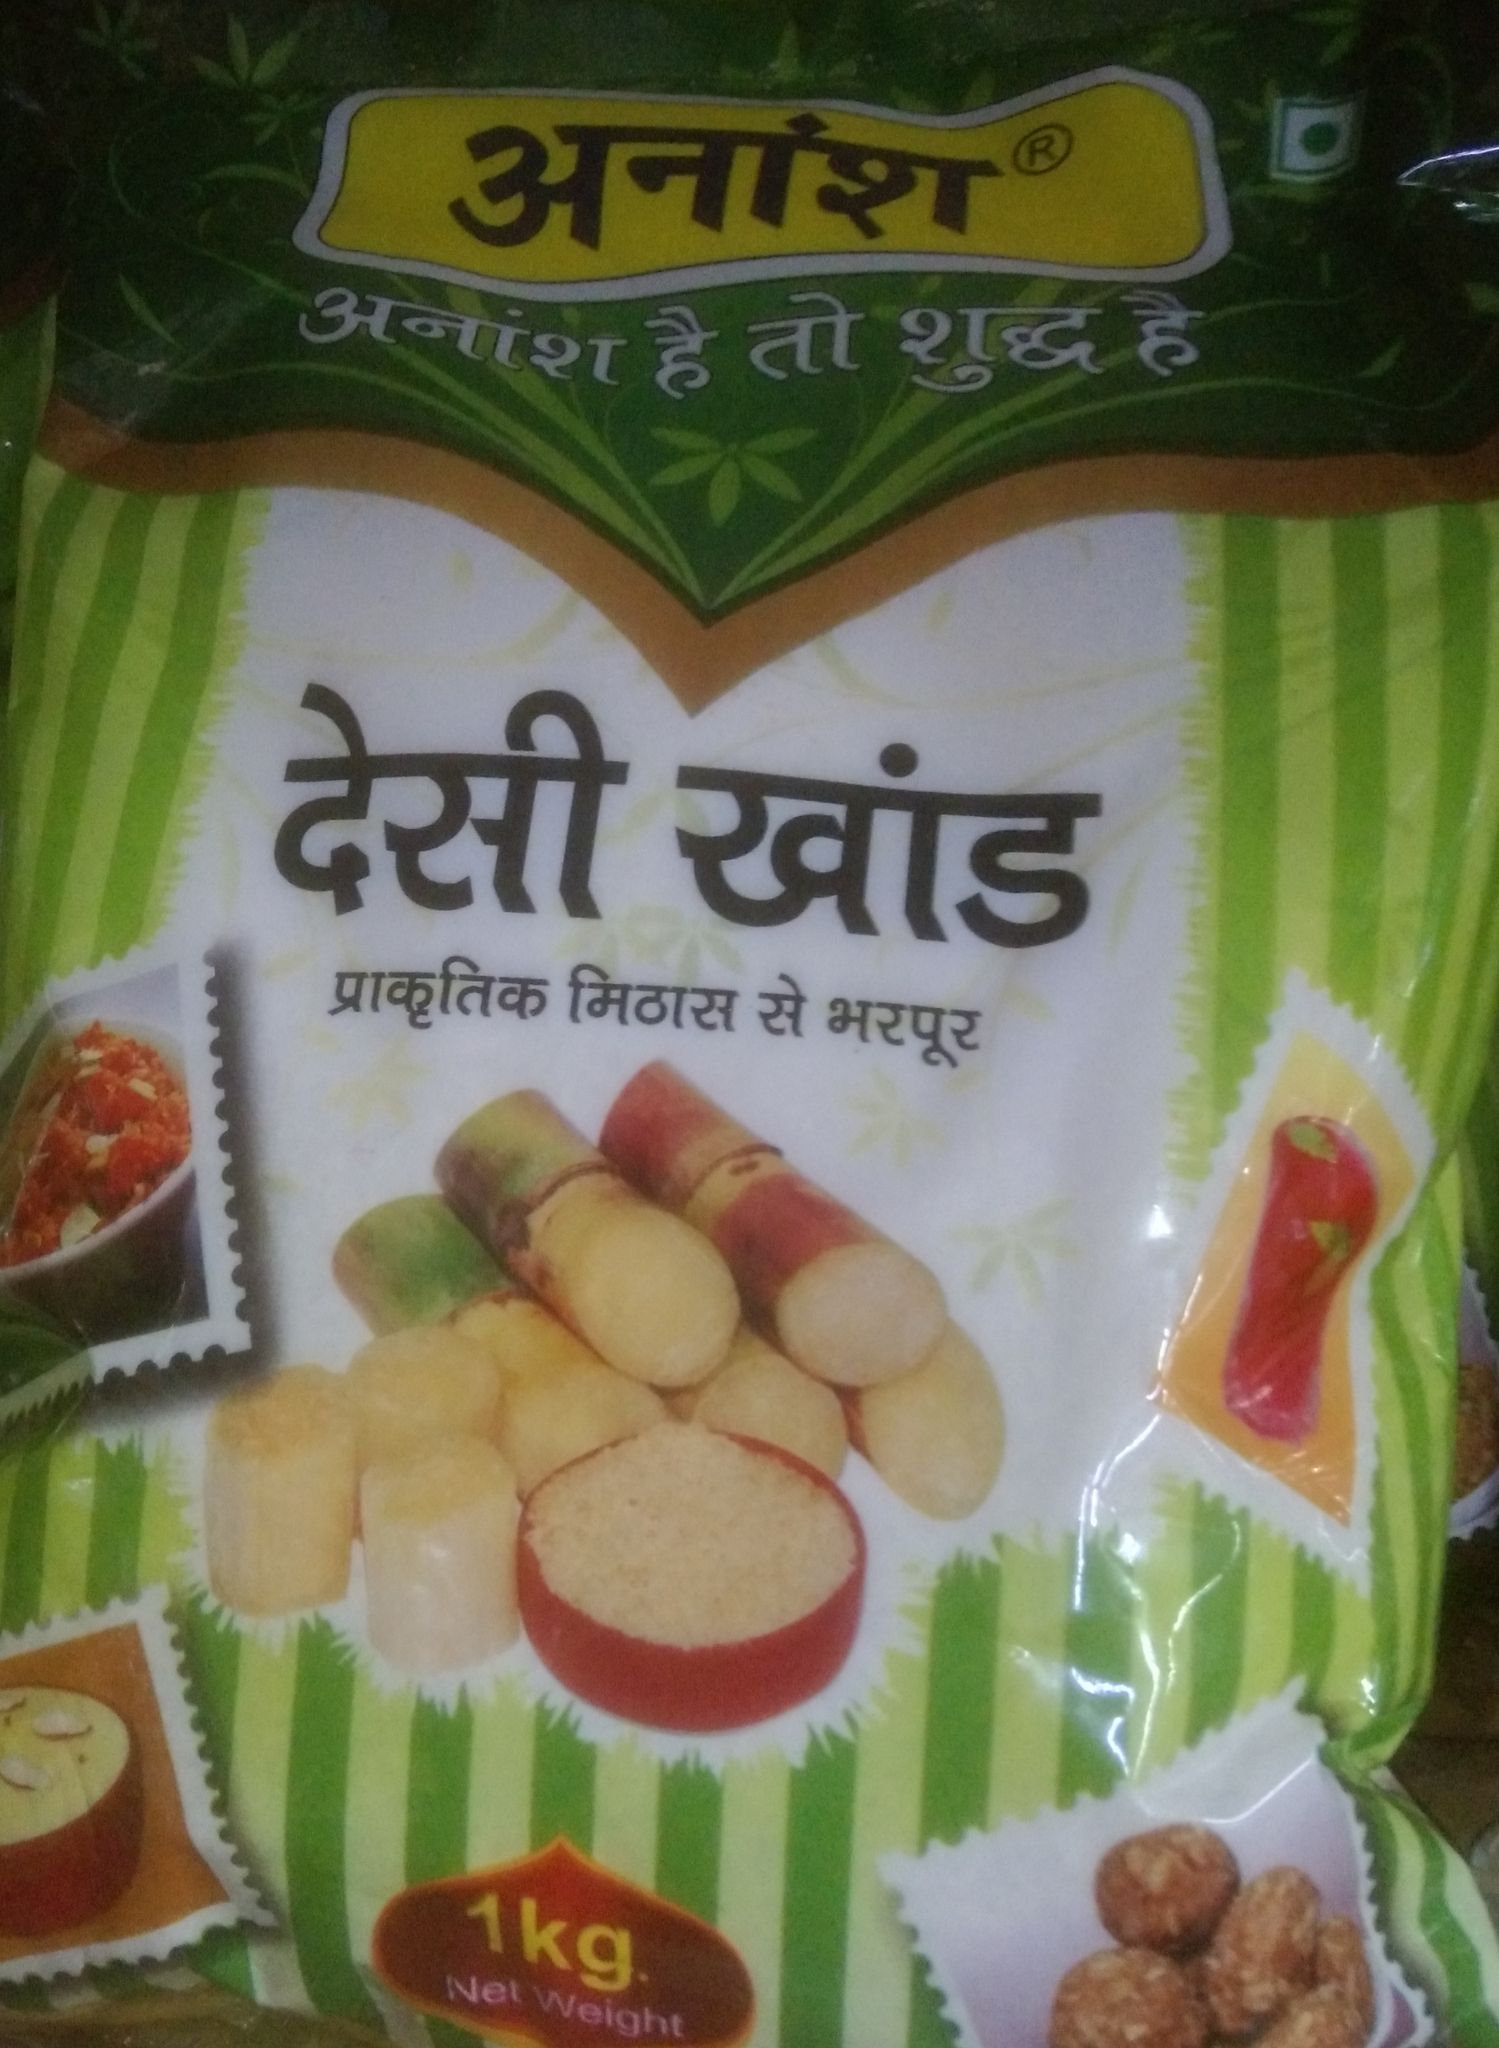 अनांश ®
अनांश है तो शुद्ध है
देसी खांड
प्राकृतिक मिठास से भरपूर
1kg.
Net Weight